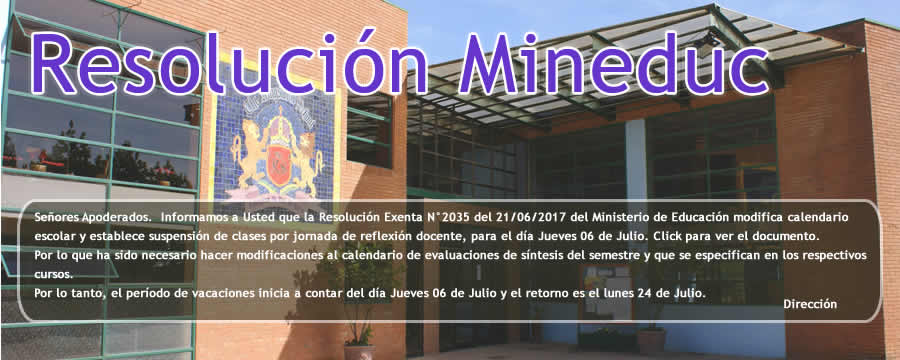 Resolución Mineduc
Señores Apoderados.  Informamos a Usted que la Resolución Exenta N°2035 del 21/06/2017 del Ministerio de Educación modifica calendario
escolar y establece suspensión de clases por jornada de reflexión docente, para el día Jueves 06 de Julio. Click para ver el documento.
Por lo que ha sido necesario hacer modificaciones al calendario de evaluaciones de síntesis del semestre y que se especifican en los respectivos
cursos.
Por lo tanto, el período de vacaciones inicia a contar del día Jueves 06 de Julio y el retorno es el lunes 24 de Julio.
Dirección